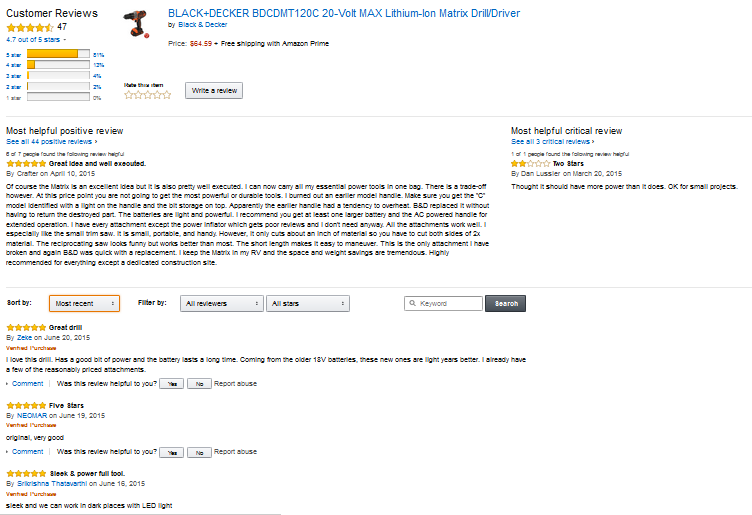 Customer Reviews
47
4.7 out of 5 stars
5 star 81%
4 star 13%
3 star 4%
2 star 2%
1 star 0%
BLACK+DECKER BDCDMT120C 20-Volt MAX Lithium-Ion Matrix Drill/Driver
by Black & Decker
Price: $64.59 + Free shipping with Amazon Prime
Rate this item
Write a review
Most helpful positive review
See all 44 positive reviews ›
6 of 7 people found the following review helpful
Great idea and well executed.
By Crafter on April 10, 2015
Of course the Matrix is an excellent idea but it is also pretty well executed. I can now carry all my essential power tools in one bag. There is a trade-off
however. At this price point you are not going to get the most powerful or durable tools. I burned out an earlier model handle. Make sure you get the "C"
model identified with a light on the handle and the bit storage on top. Apparently the earlier handle had a tendency to overheat. B&D replaced it without
having to return the destroyed part. The batteries are light and powerful. I recommend you get at least one larger battery and the AC powered handle for
extended operation. I have every attachment except the power inflator which gets poor reviews and I don't need anyway. All the attachments work well. I
especially like the small trim saw. It is small, portable, and handy. However, it only cuts about an inch of material so you have to cut both sides of 2x
material. The reciprocating saw looks funny but works better than most. The short length makes it easy to maneuver. This is the only attachment I have
broken and again B&D was quick with a replacement. I keep the Matrix in my RV and the space and weight savings are tremendous. Highly
recommended for everything except a dedicated construction site.
Most helpful critical review
See all 3 critical reviews ›
1 of 1 people found the following review helpful
Two Stars
By Dan Lussier on March 20, 2015
Thought it should have more power than it does. OK for small projects.
Sort by: Most recent Filter by: All reviewers All stars Keyword Search
Great drill
By Zeke on June 20, 2015
Verified Purchase
I love this drill. Has a good bit of power and the battery lasts a long time. Coming from the older 18V batteries, these new ones are light years better. I already have
a few of the reasonably priced attachments.
› Comment | Was this review helpful to you? Yes No Report abuse
Five Stars
By NEOMAR on June 19, 2015
Verified Purchase
original, very good
› Comment | Was this review helpful to you? Yes No Report abuse
Sleek & power full tool.
By Srikrishna Thatavarthi on June 16, 2015
Verified Purchase
sleek and we can work in dark places with LED light